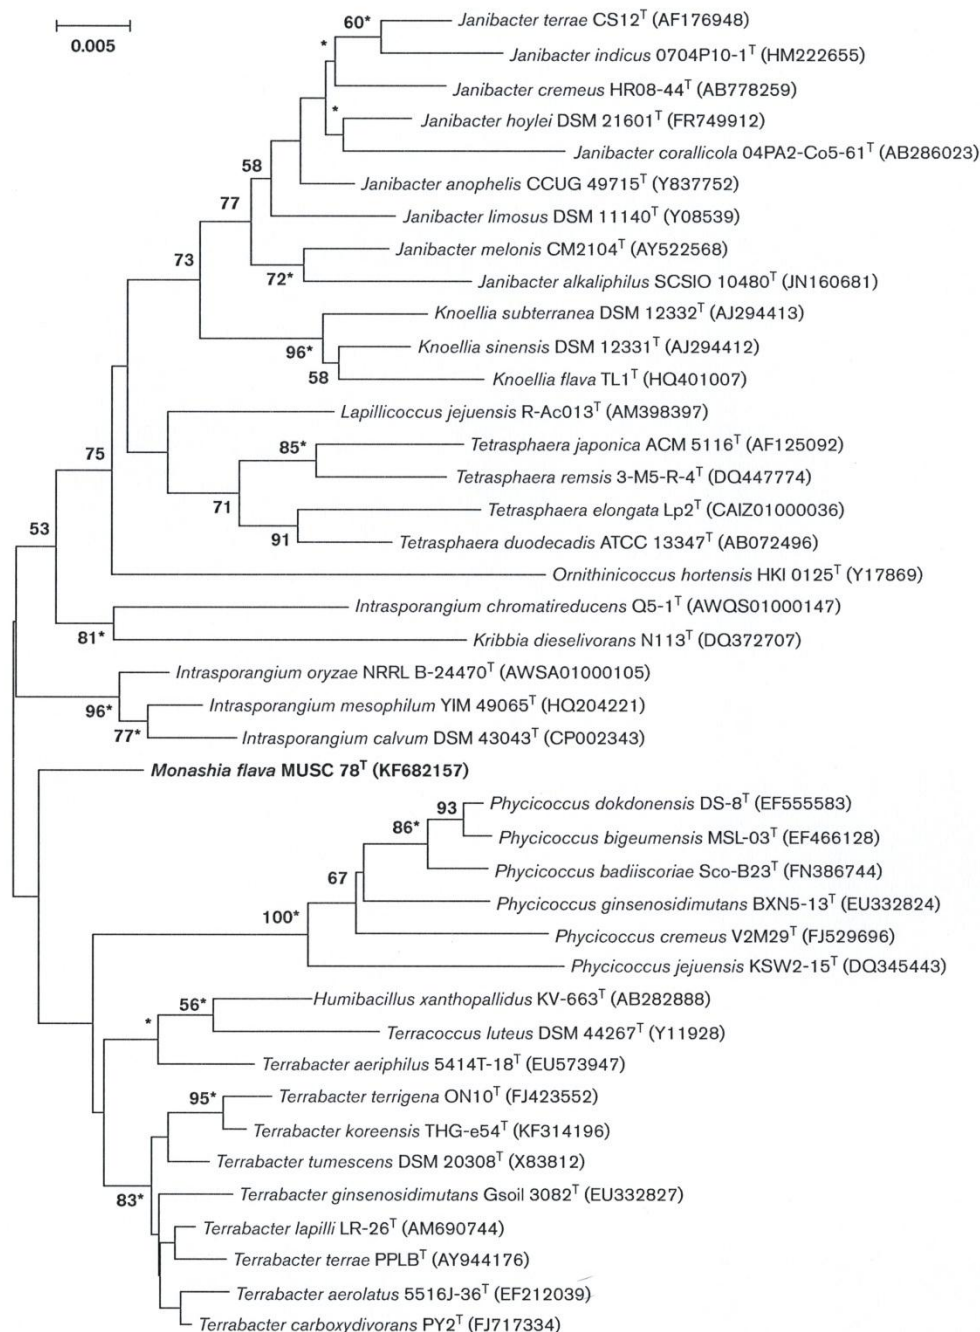 0.005
60*
Janibacter terrae CS12ᵀ (AF176948)
*
Janibacter indicus 0704P10-1ᵀ (HM222655)
Janibacter cremeus HR08-44ᵀ (AB778259)
*
Janibacter hoylei DSM 21601ᵀ (FR749912)
Janibacter corallicola 04PA2-Co5-61ᵀ (AB286023)
58
Janibacter anophelis CCUG 49715ᵀ (Y837752)
77
Janibacter limosus DSM 11140ᵀ (Y08539)
73
Janibacter melonis CM2104ᵀ (AY522568)
72*
Janibacter alkaliphilus SCSIO 10480ᵀ (JN160681)
Knoellia subterranea DSM 12332ᵀ (AJ294413)
96*
Knoellia sinensis DSM 12331ᵀ (AJ294412)
58
Knoellia flava TL1ᵀ (HQ401007)
Lapillicoccus jejuensis R-Ac013ᵀ (AM398397)
75
85*
Tetrasphaera japonica ACM 5116ᵀ (AF125092)
Tetrasphaera remsis 3-M5-R-4ᵀ (DQ447774)
71
Tetrasphaera elongata Lp2ᵀ (CAIZ01000036)
53
91
Tetrasphaera duodecadis ATCC 13347ᵀ (AB072496)
Ornithinicoccus hortensis HKI 0125ᵀ (Y17869)
Intrasporangium chromatireducens Q5-1ᵀ (AWQS01000147)
81*
Kribbia dieselivorans N113ᵀ (DQ372707)
Intrasporangium oryzae NRRL B-24470ᵀ (AWSA01000105)
96*
Intrasporangium mesophilum YIM 49065ᵀ (HQ204221)
77*
Intrasporangium calvum DSM 43043ᵀ (CP002343)
Monashia flava MUSC 78ᵀ (KF682157)
93
Phycicoccus dokdonensis DS-8ᵀ (EF555583)
86*
Phycicoccus bigeumensis MSL-03ᵀ (EF466128)
Phycicoccus badiiscoriae Sco-B23ᵀ (FN386744)
67
Phycicoccus ginsenosidimutans BXN5-13ᵀ (EU332824)
100*
Phycicoccus cremeus V2M29ᵀ (FJ529696)
Phycicoccus jejuensis KSW2-15ᵀ (DQ345443)
56*
Humibacillus xanthopallidus KV-663ᵀ (AB282888)
*
Terracoccus luteus DSM 44267ᵀ (Y11928)
Terrabacter aeriphilus 5414T-18ᵀ (EU573947)
95*
Terrabacter terrigena ON10ᵀ (FJ423552)
Terrabacter koreensis THG-e54ᵀ (KF314196)
Terrabacter tumescens DSM 20308ᵀ (X83812)
83*
Terrabacter ginsenosidimutans Gsoil 3082ᵀ (EU332827)
Terrabacter lapilli LR-26ᵀ (AM690744)
Terrabacter terrae PPLBᵀ (AY944176)
Terrabacter aerolatus 5516J-36ᵀ (EF212039)
Terrabacter carboxydivorans PY2ᵀ (FJ717334)